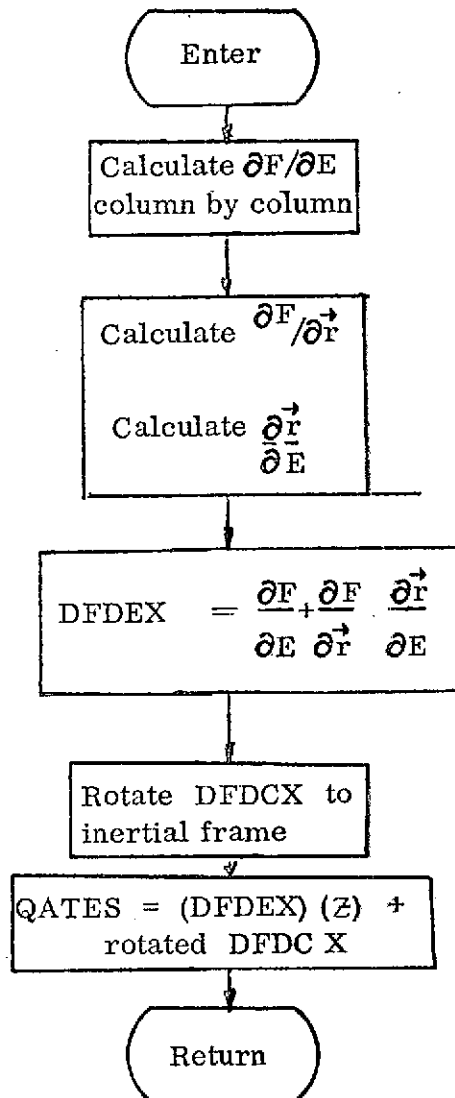 Enter
Calculate ∂F/∂E
column by column
Calculate ∂F/∂r⃗
Calculate ∂r⃗/∂E
DFDEX = ∂F/∂E + ∂F/∂r⃗ ∂r⃗/∂E
Rotate DFDCX to
inertial frame
QATES = (DFDEX) (Z) +
rotated DFDC X
Return